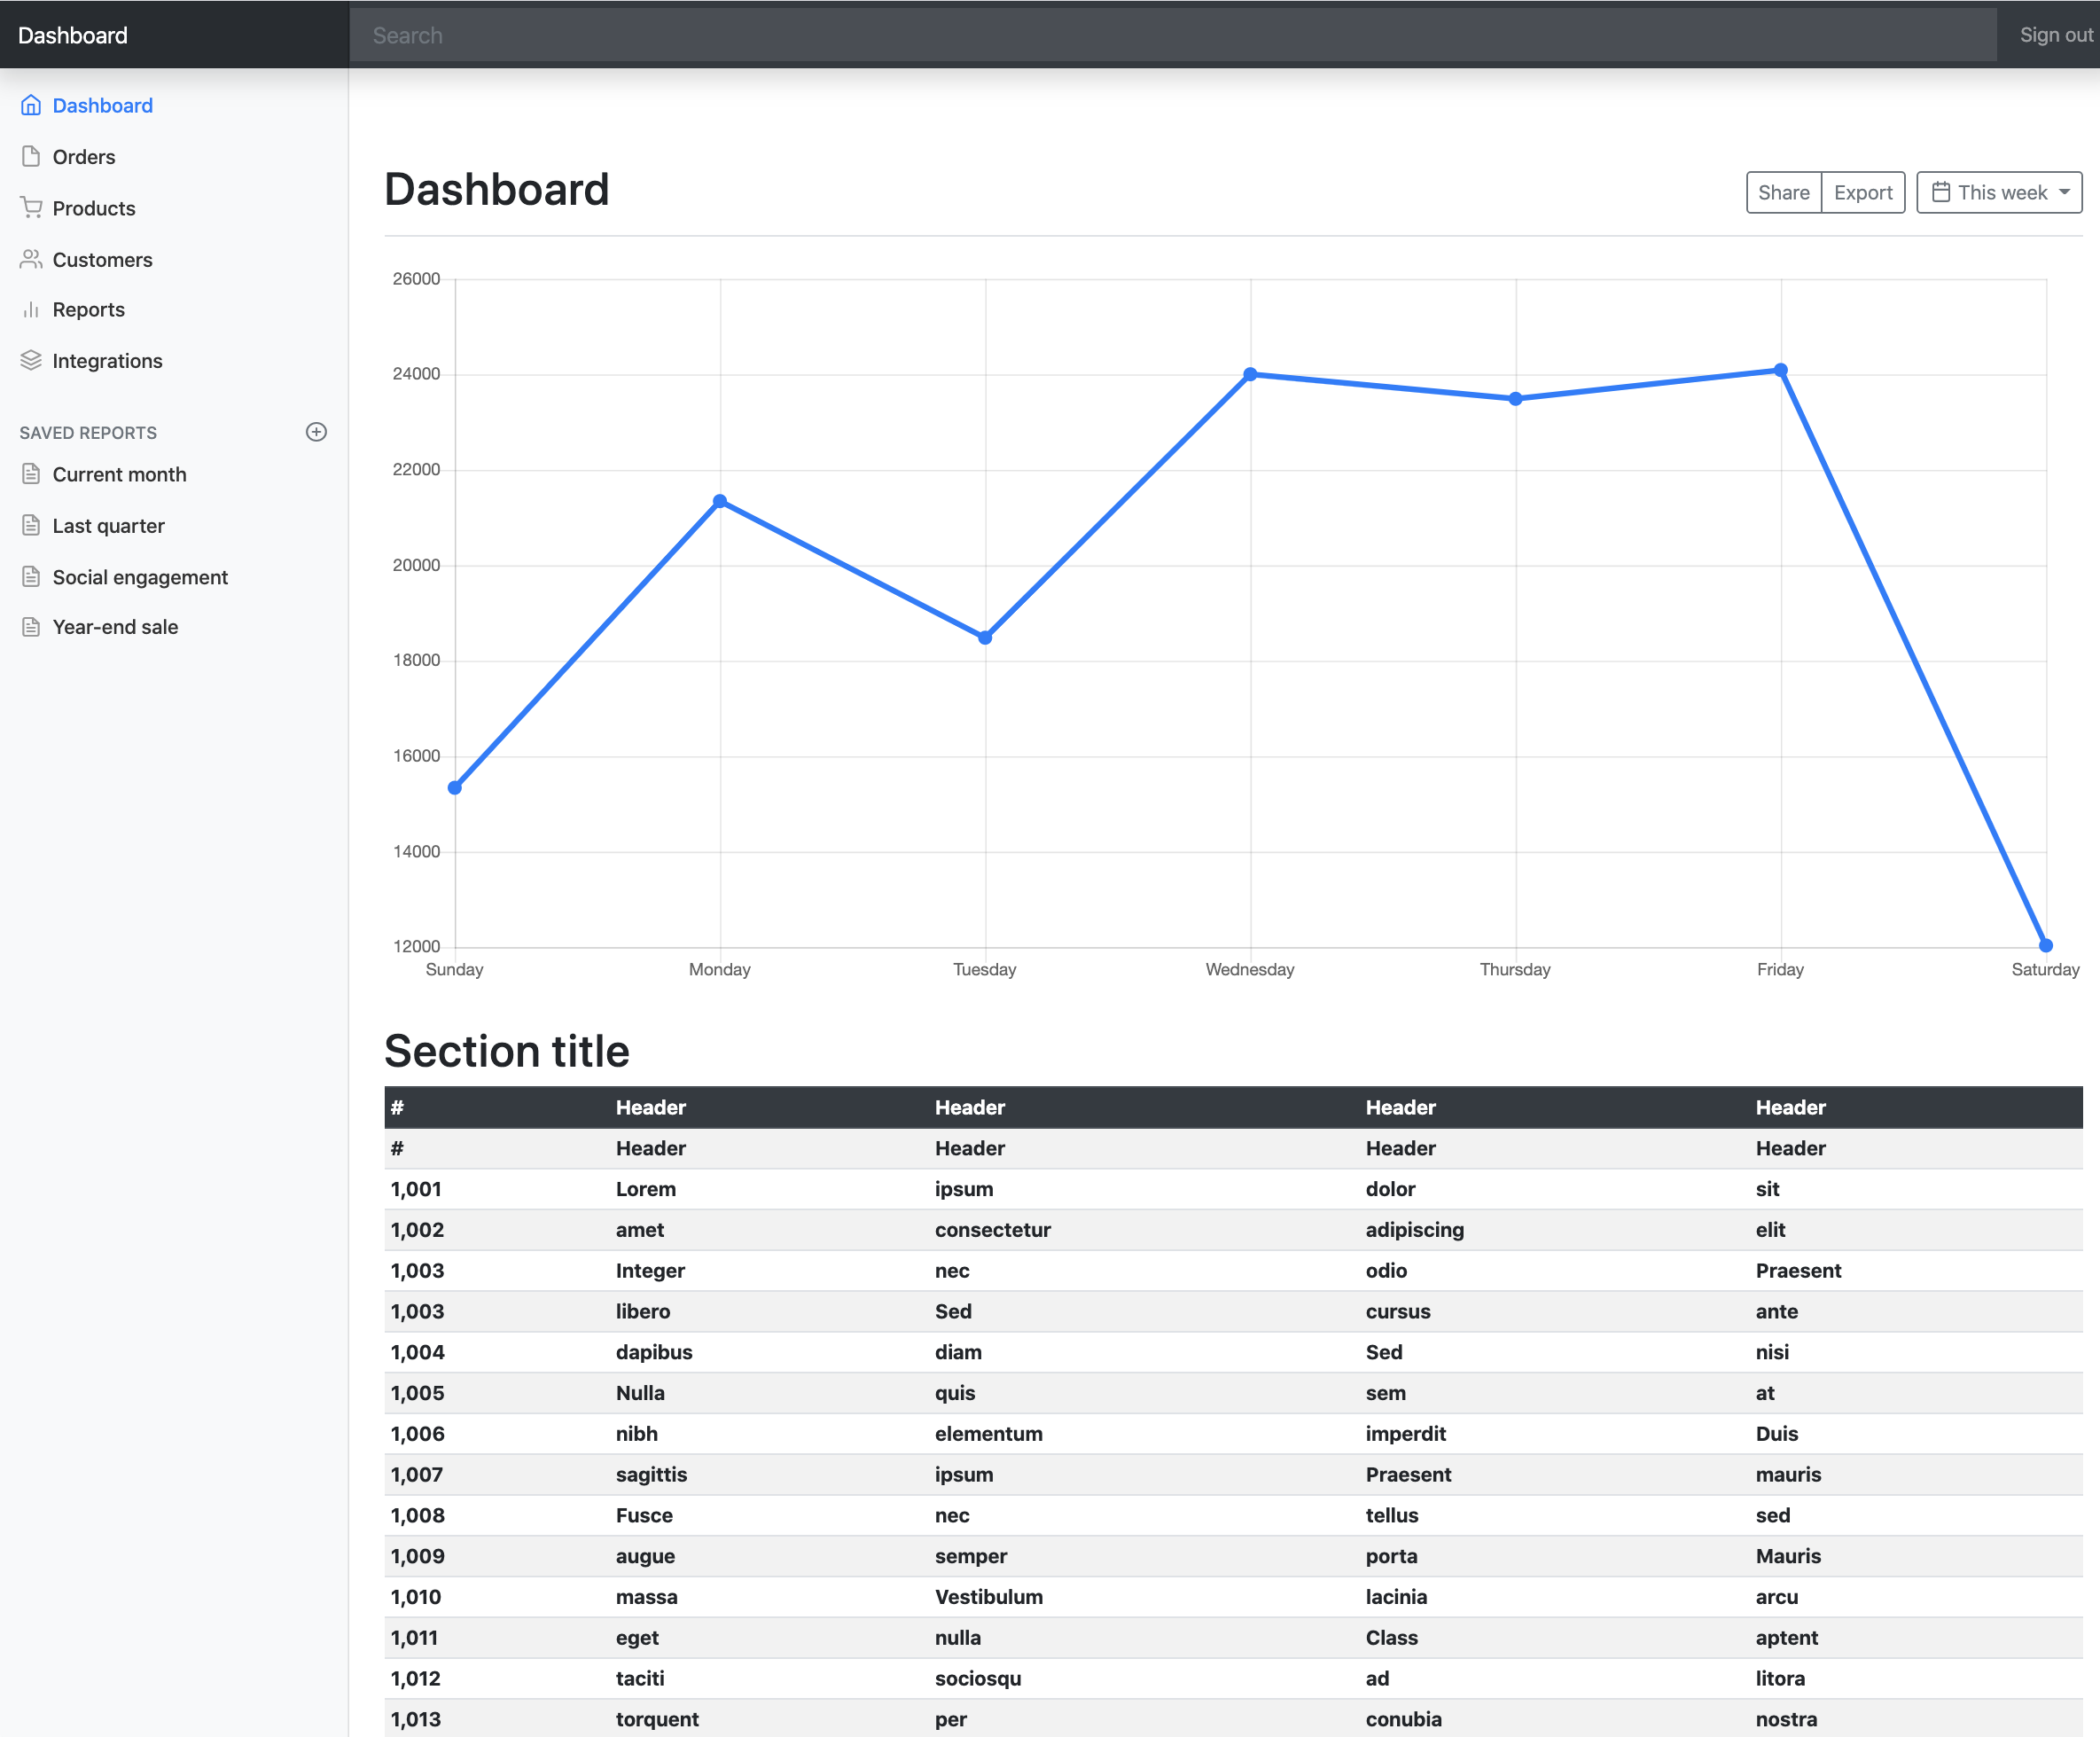 Dashboard Search Sign out
Dashboard
Orders
Products
Customers
Reports
Integrations
SAVED REPORTS
Current month
Last quarter
Social engagement
Year-end sale
Dashboard
Share Export This week
26000
24000
22000
20000
18000
16000
14000
12000
Sunday Monday Tuesday Wednesday Thursday Friday Saturday
Section title
# Header Header Header Header
# Header Header Header Header
1,001 Lorem ipsum dolor sit
1,002 amet consectetur adipiscing elit
1,003 Integer nec odio Praesent
1,003 libero Sed cursus ante
1,004 dapibus diam Sed nisi
1,005 Nulla quis sem at
1,006 nibh elementum imperdit Duis
1,007 sagittis ipsum Praesent mauris
1,008 Fusce nec tellus sed
1,009 augue semper porta Mauris
1,010 massa Vestibulum lacinia arcu
1,011 eget nulla Class aptent
1,012 taciti sociosqu ad litora
1,013 torquent per conubia nostra